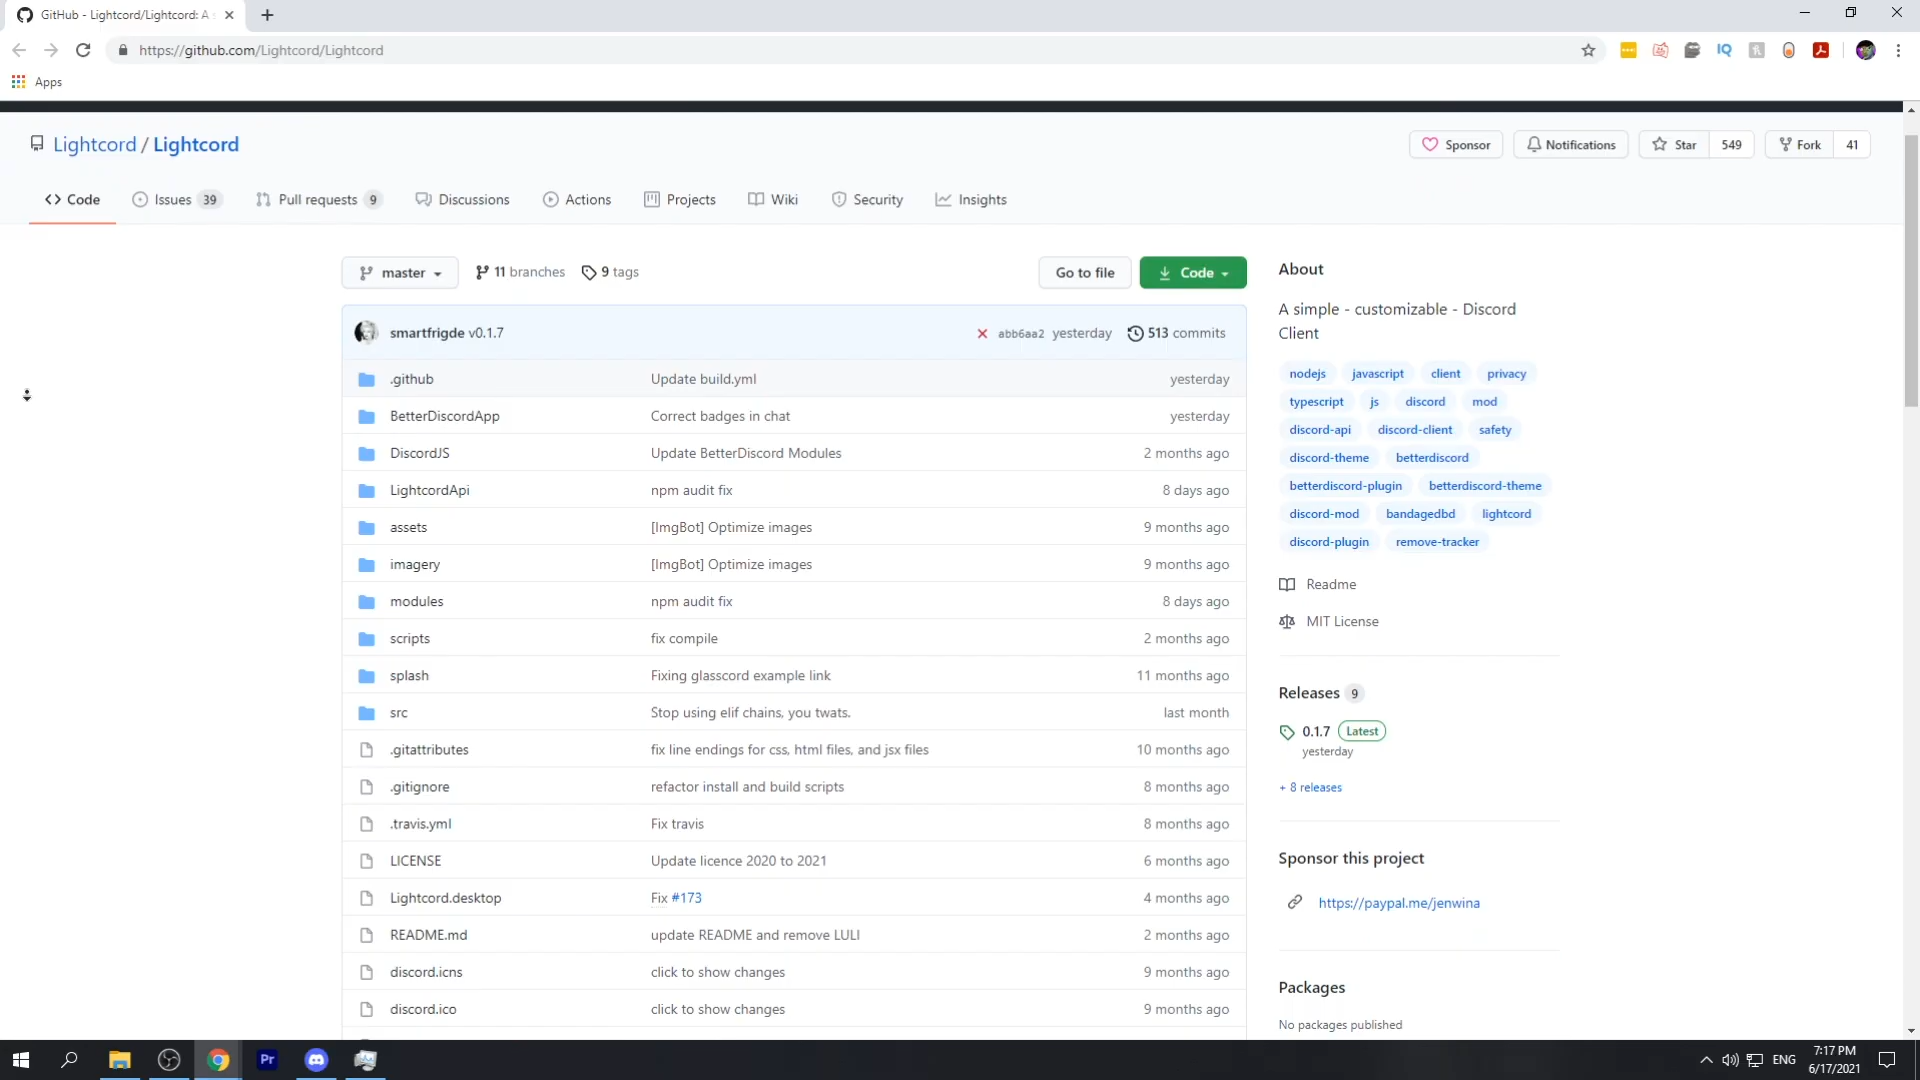 GitHub - Lightcord/Lightcord: A s
https://github.com/Lightcord/Lightcord
IQ
Apps
Lightcord / Lightcord
Sponsor
Notifications
Star 549
Fork 41
Code
Issues 39
Pull requests 9
Discussions
Actions
Projects
Wiki
Security
Insights
master
11 branches
9 tags
Go to file
Code
smartfrigde v0.1.7
abb6aa2 yesterday
513 commits
.github Update build.yml yesterday
BetterDiscordApp Correct badges in chat yesterday
DiscordJS Update BetterDiscord Modules 2 months ago
LightcordApi npm audit fix 8 days ago
assets [ImgBot] Optimize images 9 months ago
imagery [ImgBot] Optimize images 9 months ago
modules npm audit fix 8 days ago
scripts fix compile 2 months ago
splash Fixing glasscord example link 11 months ago
src Stop using elif chains, you twats. last month
.gitattributes fix line endings for css, html files, and jsx files 10 months ago
.gitignore refactor install and build scripts 8 months ago
.travis.yml Fix travis 8 months ago
LICENSE Update licence 2020 to 2021 6 months ago
Lightcord.desktop Fix #173 4 months ago
README.md update README and remove LULI 2 months ago
discord.icns click to show changes 9 months ago
discord.ico click to show changes 9 months ago
About
A simple - customizable - Discord
Client
nodejs javascript client privacy
typescript js discord mod
discord-api discord-client safety
discord-theme betterdiscord
betterdiscord-plugin betterdiscord-theme
discord-mod bandagedbd lightcord
discord-plugin remove-tracker
Readme
MIT License
Releases 9
0.1.7 Latest
yesterday
+ 8 releases
Sponsor this project
https://paypal.me/jenwina
Packages
No packages published
Pr
ENG
7:17 PM
6/17/2021